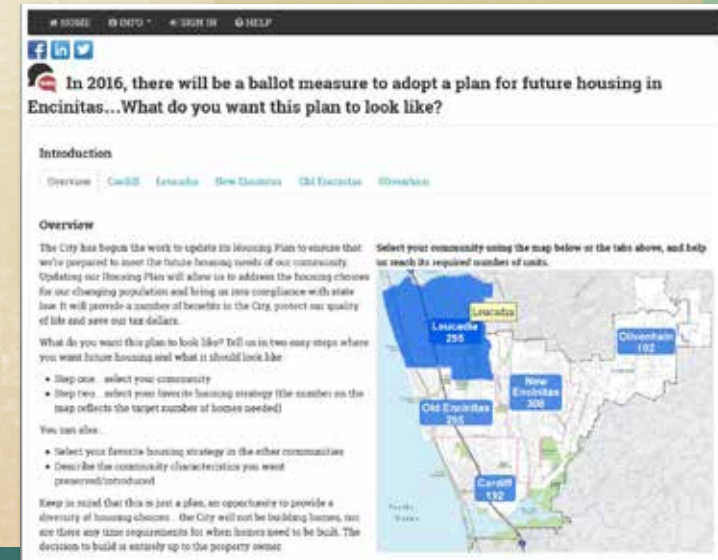 HOME INFO SIGN IN HELP
In 2016, there will be a ballot measure to adopt a plan for future housing in
Encinitas...What do you want this plan to look like?
Introduction
Overview Cardiff Leucadia New Encinitas Old Encinitas Olivenhain
Overview
The City has begun the work to update its Housing Plan to ensure that
we're prepared to meet the future housing needs of our community.
Updating our Housing Plan will allow us to address the housing choices
for our changing population and bring us into compliance with state
law. It will provide a number of benefits to the City, protect our quality
of life and save our tax dollars.
What do you want this plan to look like? Tell us in two easy steps where
you want future housing and what it should look like
• Step one... select your community
• Step two... select your favorite housing strategy (the number on the
map reflects the target number of homes needed)
You can also...
• Select your favorite housing strategy in the other communities
• Describe the community characteristics you want
preserved/introduced
Keep in mind that this is just a plan, an opportunity to provide a
diversity of housing choices... the City will not be building homes, nor
are there any time requirements for when homes need to be built. The
decision to build is entirely up to the property owner.
Select your community using the map below or the tabs above, and help
us reach its required number of units.
Leucadia
Leucadia
295
Olivenhain
192
New
Encinitas
308
Old Encinitas
295
Cardiff
192
Pacific
Ocean